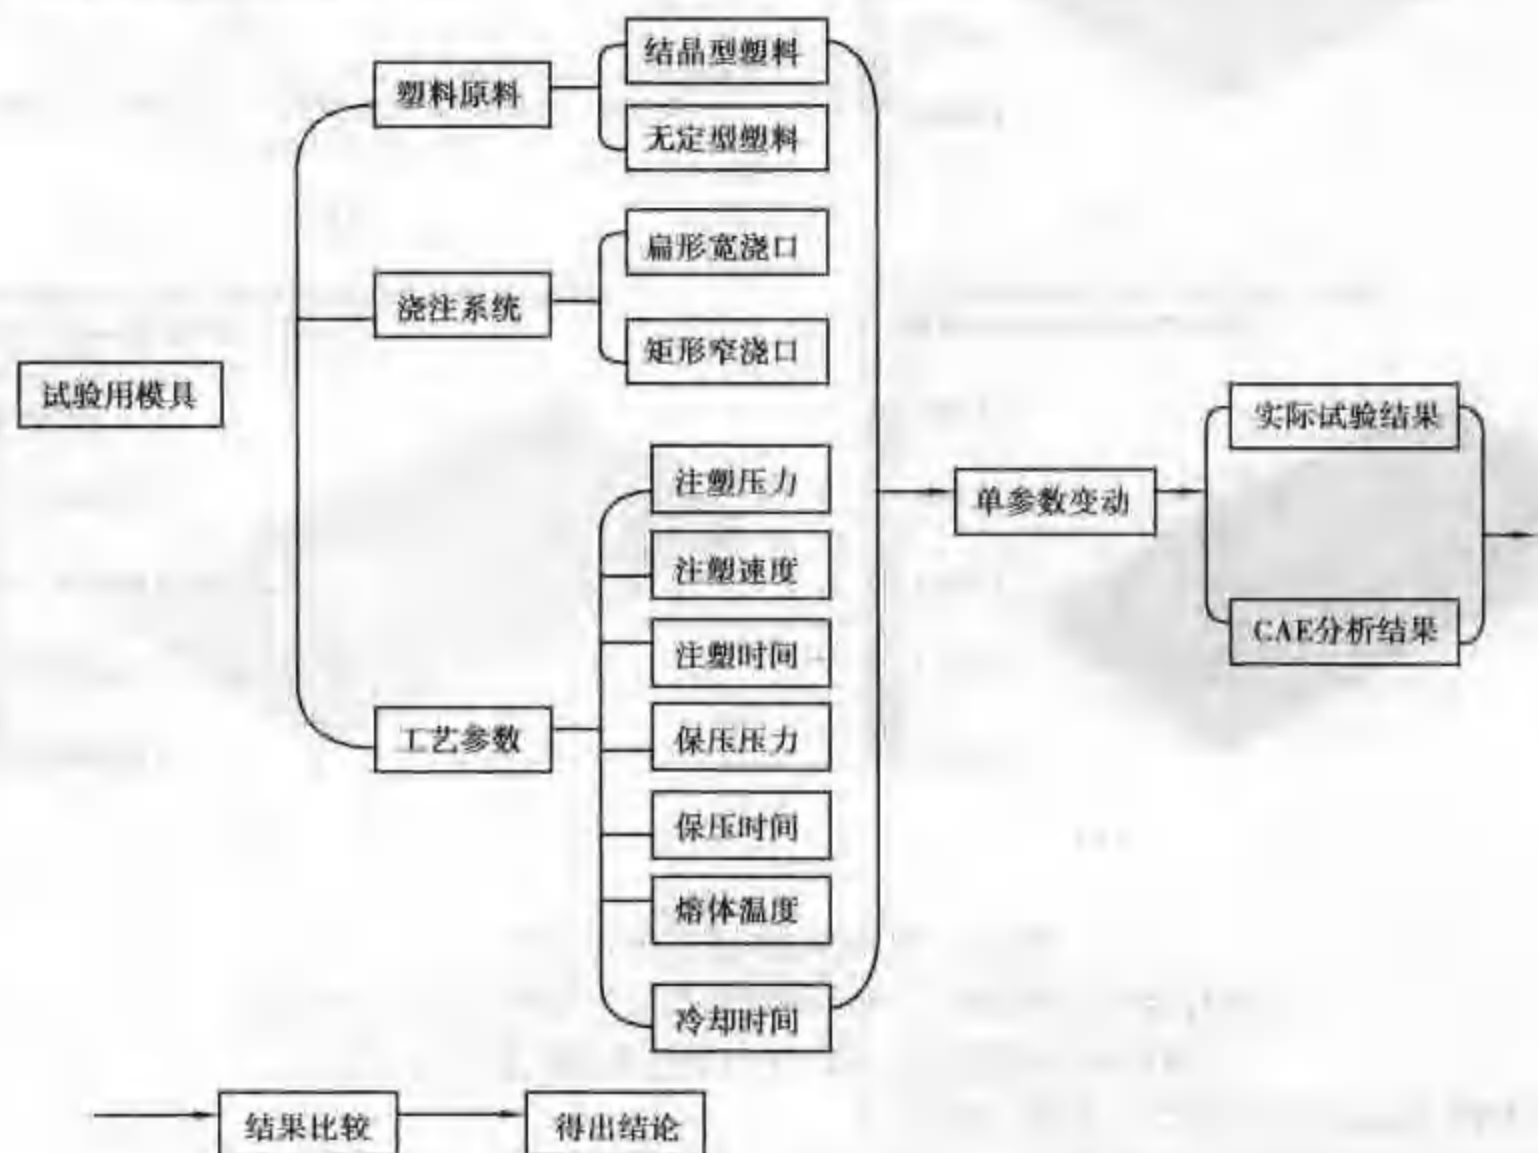 试验用模具
塑料原料
结晶型塑料
无定型塑料
浇注系统
扁形宽浇口
矩形窄浇口
工艺参数
注塑压力
注塑速度
注塑时间
保压压力
保压时间
熔体温度
冷却时间
单参数变动
实际试验结果
CAE分析结果
结果比较
得出结论